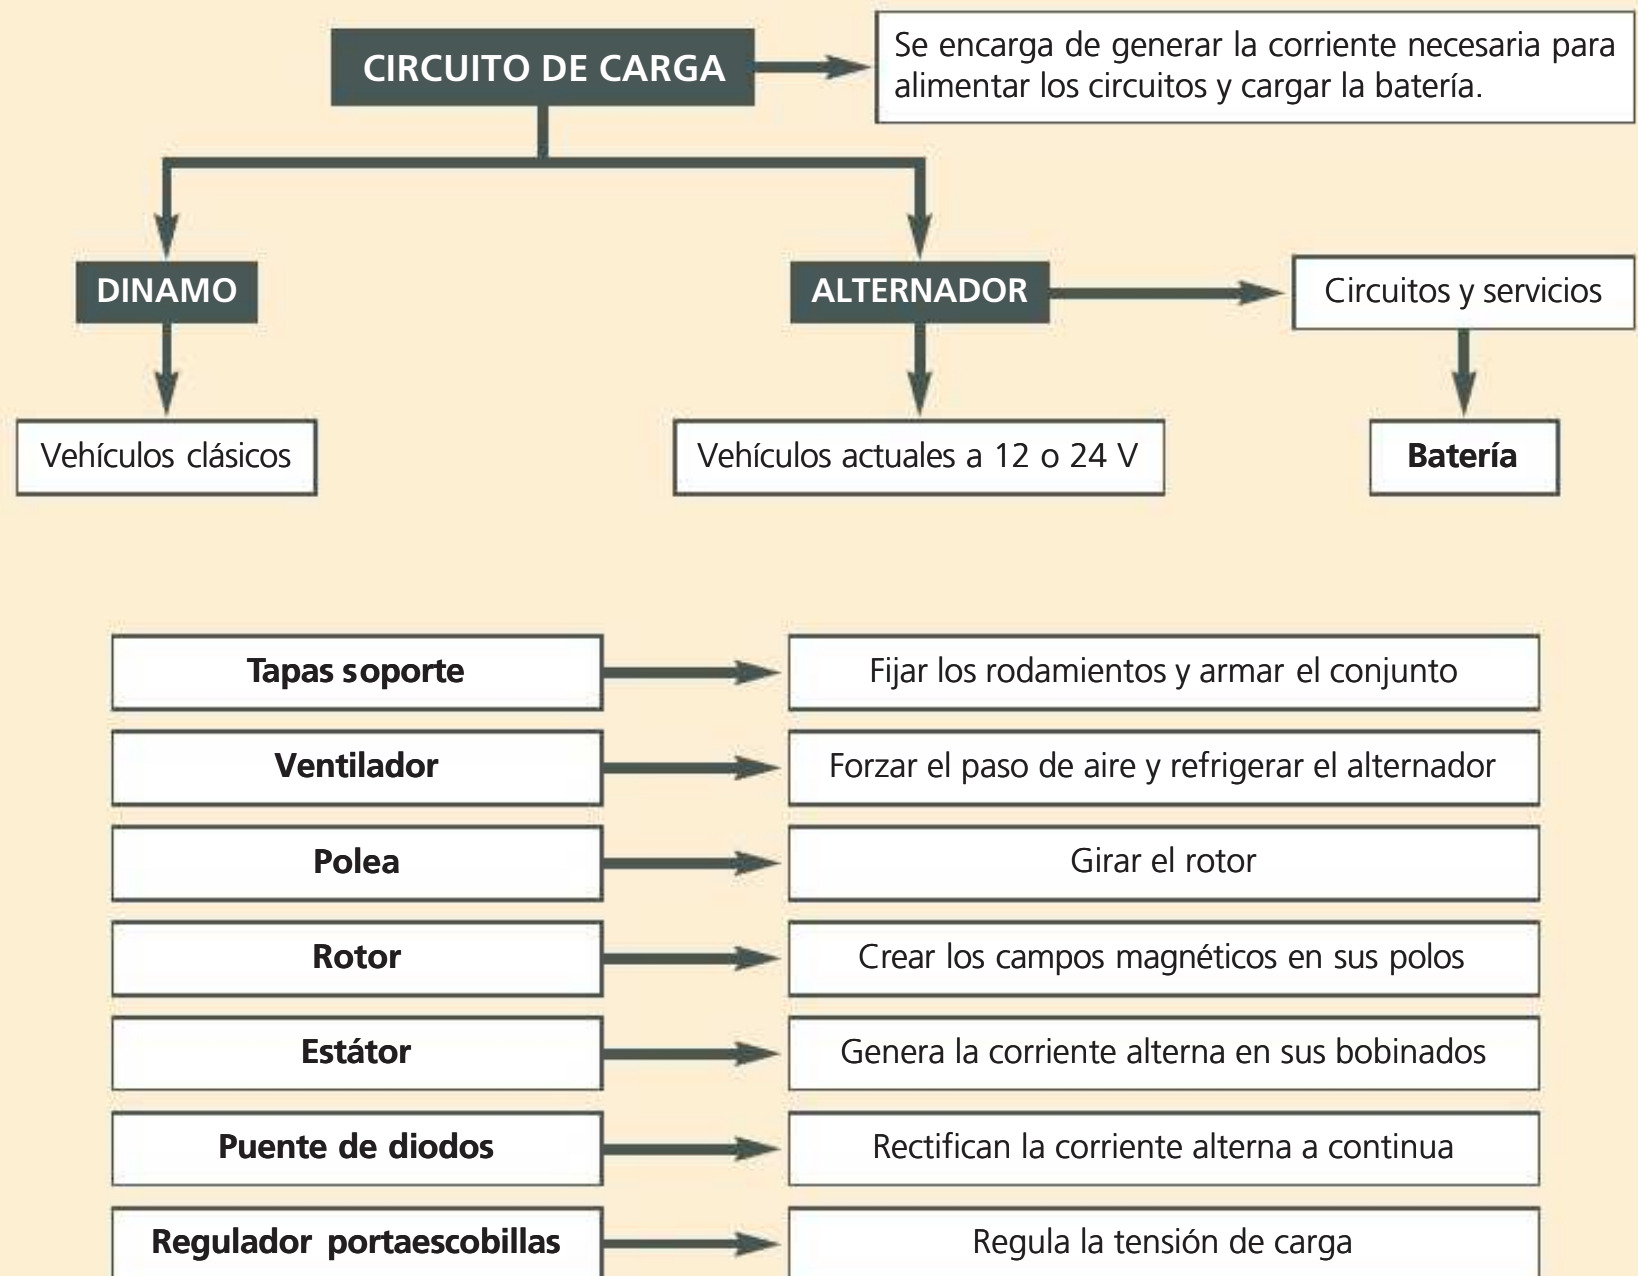 CIRCUITO DE CARGA
Se encarga de generar la corriente necesaria para
alimentar los circuitos y cargar la batería.
DINAMO
ALTERNADOR
Circuitos y servicios
Vehículos clásicos
Vehículos actuales a 12 o 24 V
Batería
Tapas soporte
Fijar los rodamientos y armar el conjunto
Ventilador
Forzar el paso de aire y refrigerar el alternador
Polea
Girar el rotor
Rotor
Crear los campos magnéticos en sus polos
Estátor
Genera la corriente alterna en sus bobinados
Puente de diodos
Rectifican la corriente alterna a continua
Regulador portaescobillas
Regula la tensión de carga